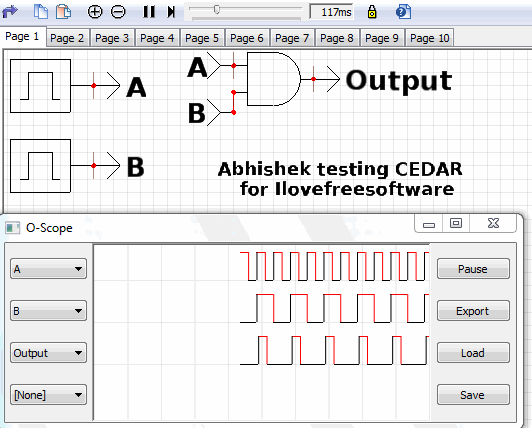 117ms
Page 1 Page 2 Page 3 Page 4 Page 5 Page 6 Page 7 Page 8 Page 9 Page 10
A
A
Output
B
B
Abhishek testing CEDAR
for Ilovefreesoftware
O-Scope
A
Pause
B
Export
Output
Load
[None]
Save